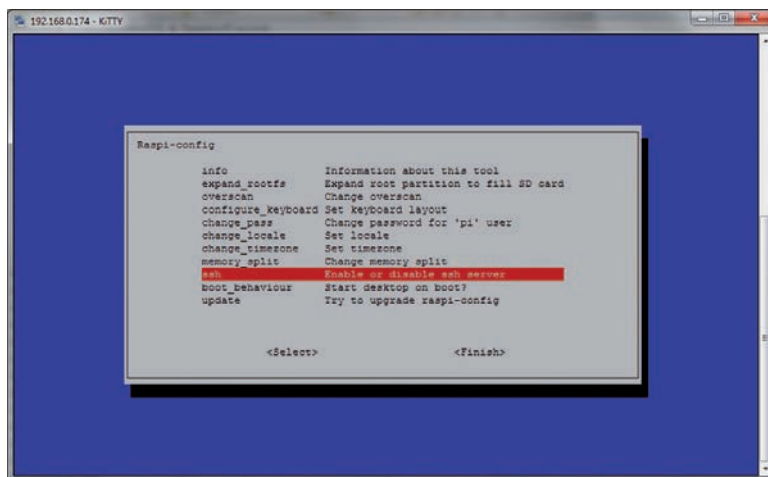 192.168.0.174 - KiTTY
Raspi-config
info Information about this tool
expand_rootfs Expand root partition to fill SD card
overscan Change overscan
configure_keyboard Set keyboard layout
change_pass Change password for 'pi' user
change_locale Set locale
change_timezone Set timezone
memory_split Change memory split
ssh Enable or disable ssh server
boot_behaviour Start desktop on boot?
update Try to upgrade raspi-config
<Select> <Finish>